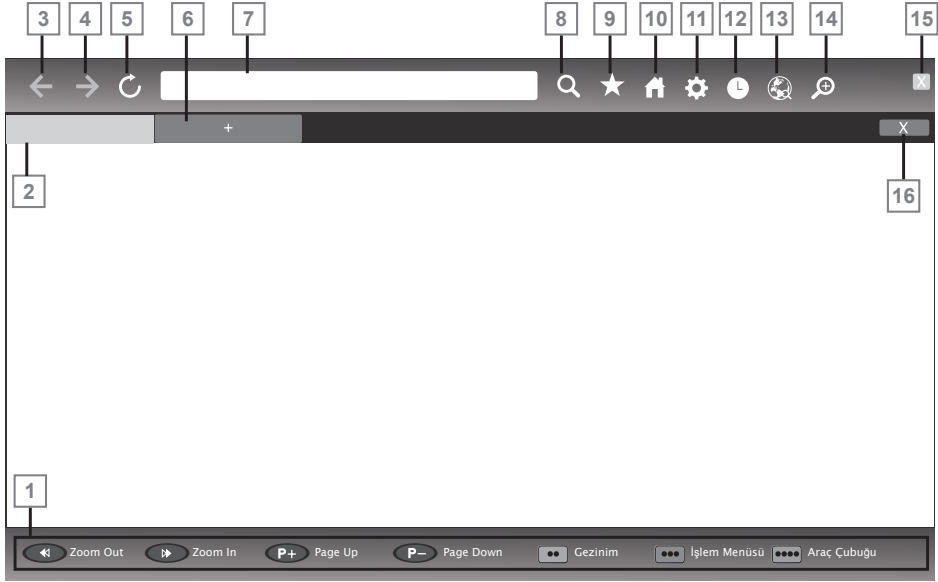 3 4 5 6 7 8 9 10 11 12 13 14 15
X
+ X
2 16
1
Zoom Out Zoom In P+ Page Up P– Page Down Gezinim İşlem Menüsü Araç Çubuğu